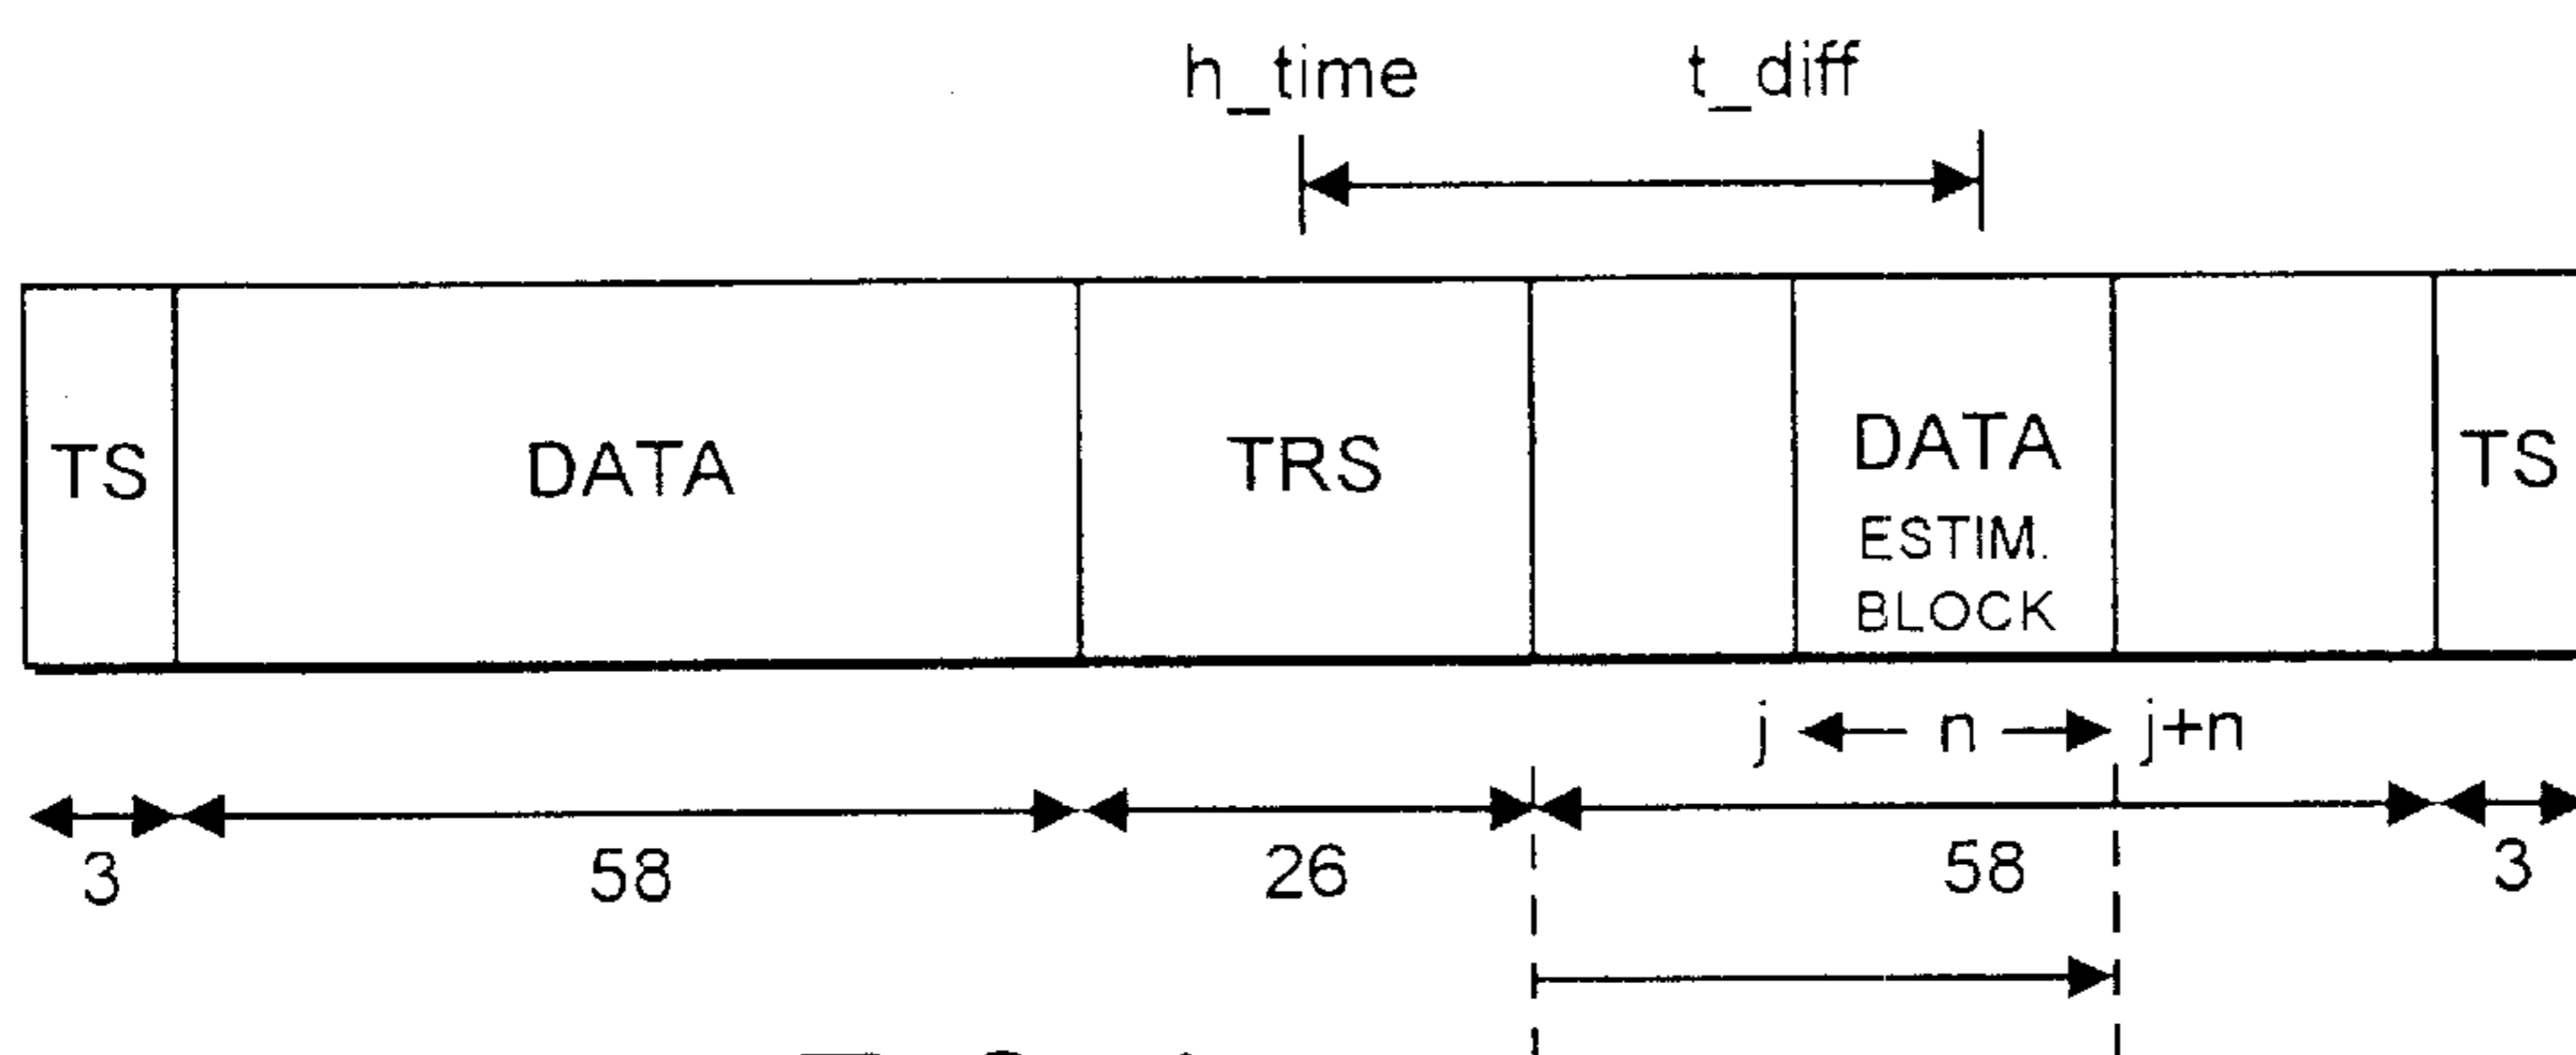 h_time t_diff
TS DATA TRS DATA TS
ESTIM.
BLOCK
j n j+n
3 58 26 58 3